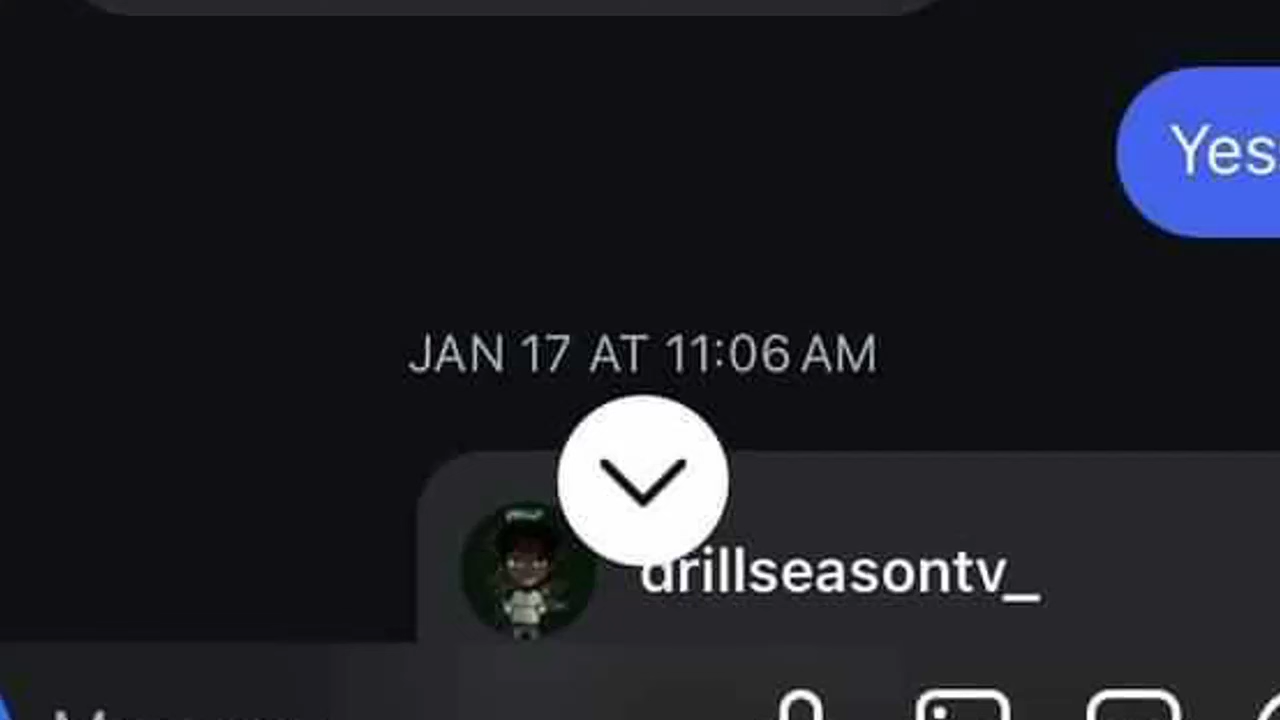 Yes
JAN 17 AT 11:06 AM
drillseasontv_